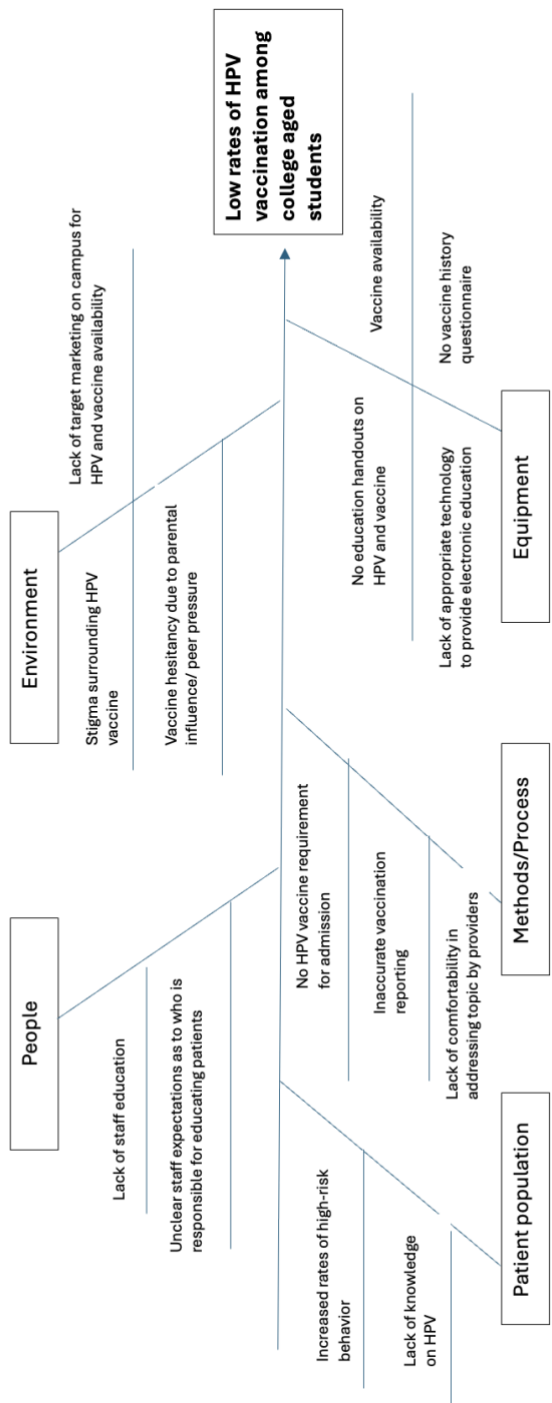 People
Lack of staff education
Unclear staff expectations as to who is
responsible for educating patients
Environment
Stigma surrounding HPV
vaccine
Lack of target marketing on campus for
HPV and vaccine availability
Vaccine hesitancy due to parental
influence/ peer pressure
Low rates of HPV
vaccination among
college aged
students
Increased rates of high-risk
behavior
Lack of knowledge
on HPV
Patient population
No HPV vaccine requirement
for admission
Inaccurate vaccination
reporting
Lack of comfortability in
addressing topic by providers
Methods/Process
No education handouts on
HPV and vaccine
Vaccine availability
Lack of appropriate technology
to provide electronic education
No vaccine history
questionnaire
Equipment